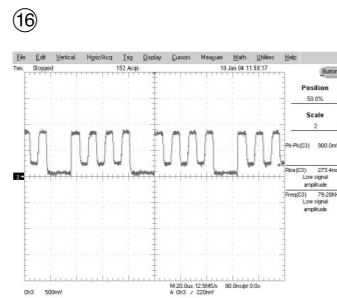 16
File Edit Vertical Horiz/Acq Trig Display Cursors Measure Math Utilities Help
Tek Stopped 152 Acqs 18 Jan 04 11:58:17
Button
Position
50.0%
Scale
2
Pk-Pk(C3) 900.0m
Rise(C3) 273.4ns
Low signal
amplitude
Freq(C3) 79.28k
Low signal
amplitude
Ch3 500mV
M 20.0us 12.5MS/s 80.0ns/pt
A Ch3 220mV